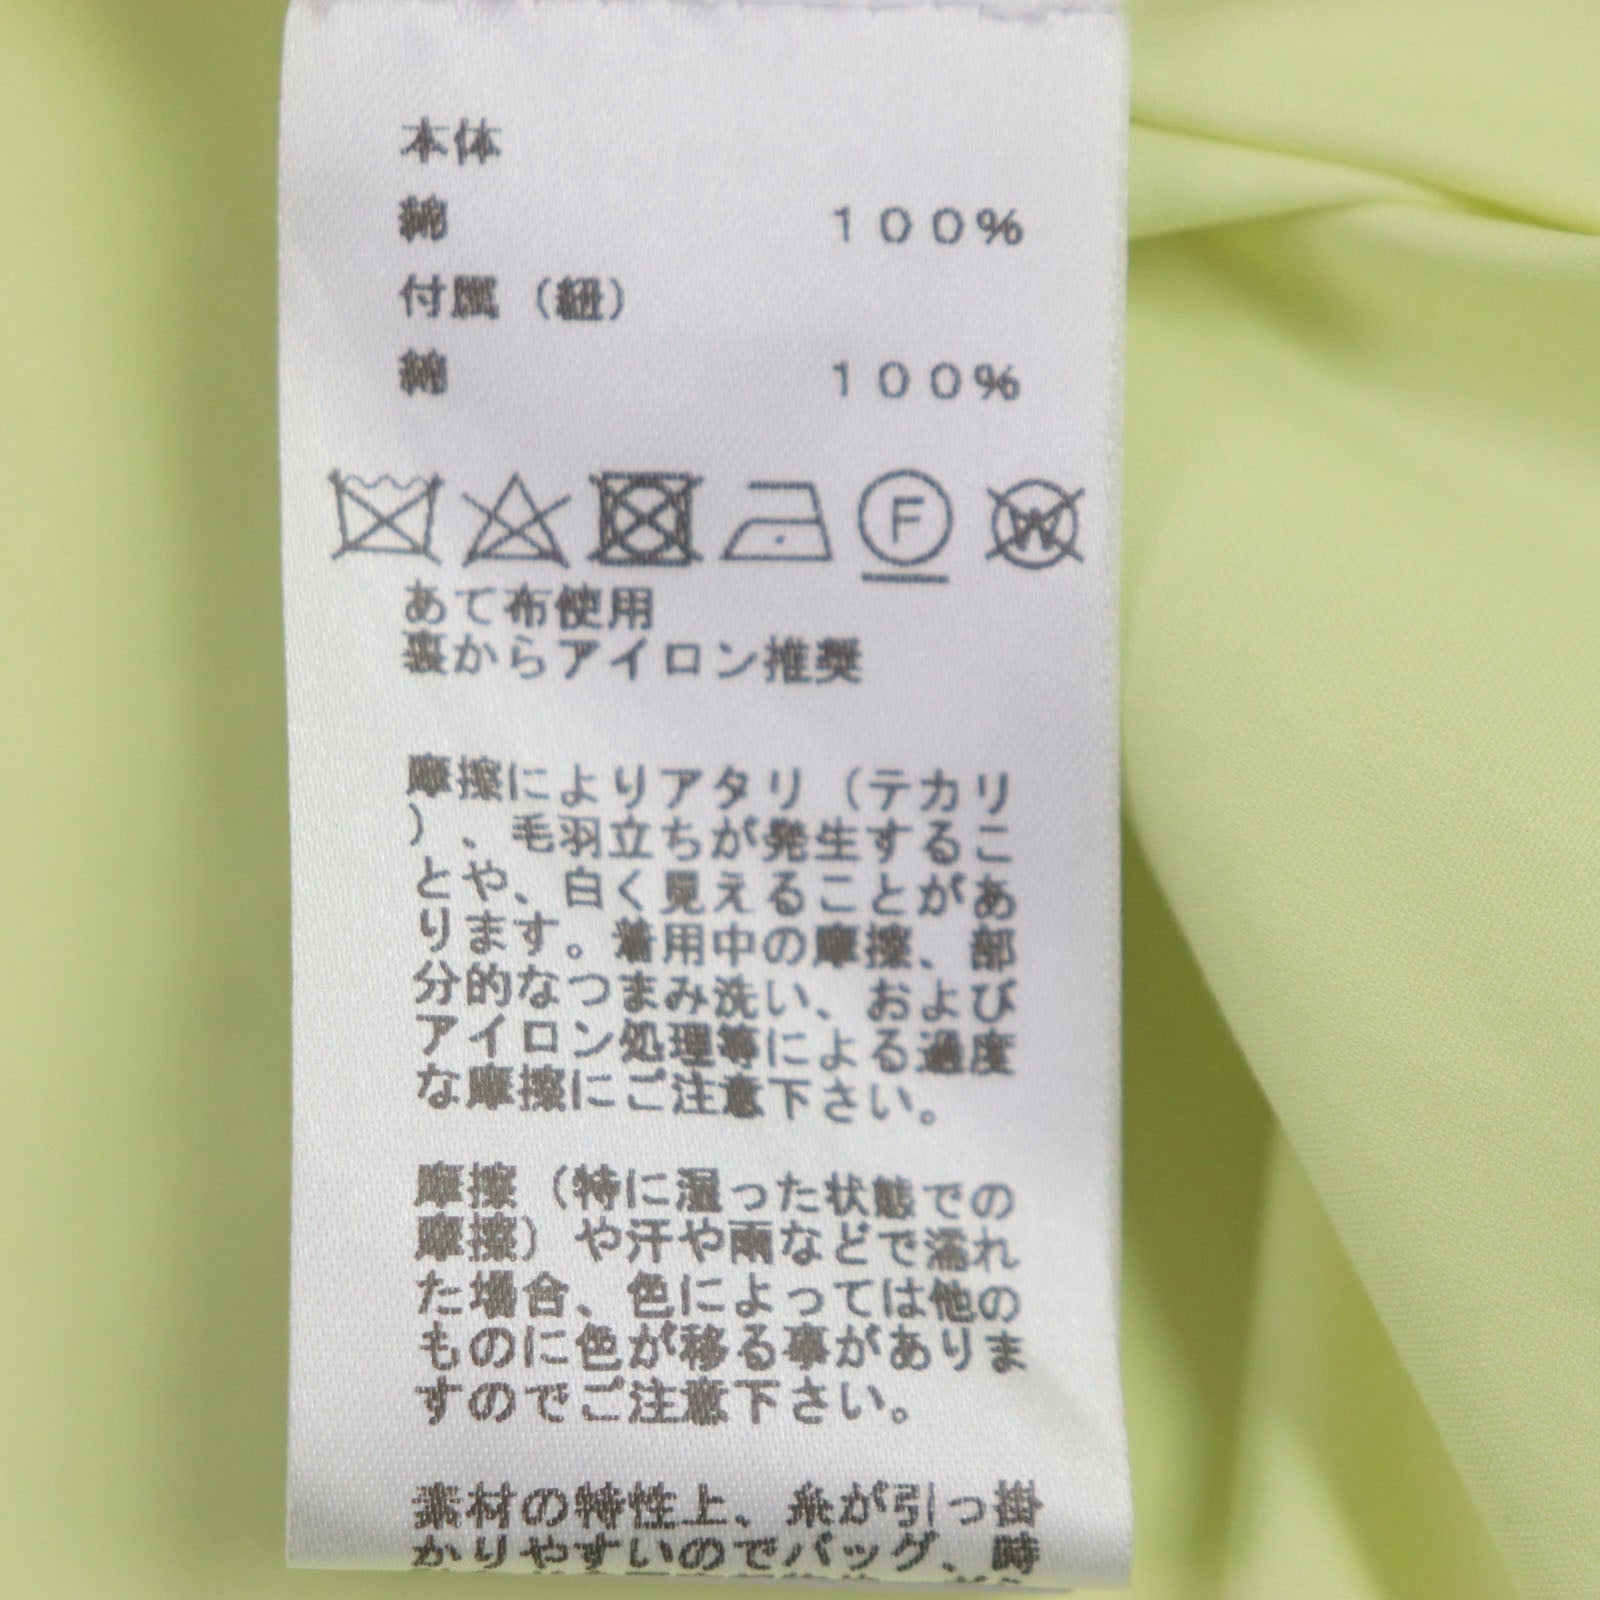 本体
綿 100%
付属（紐）
綿 100%
F W
あて布使用
裏からアイロン推奨
摩擦によりアタリ（テカリ
）、毛羽立ちが発生するこ
とや、白く見えることがあ
ります。着用中の摩擦、部
分的なつまみ洗い、および
アイロン処理等による過度
な摩擦にご注意下さい。
摩擦（特に湿った状態での
摩擦）や汗や雨などで濡れ
た場合、色によっては他の
ものに色が移る事がありま
すのでご注意下さい。
素材の特性上、糸が引っ掛
かりやすいのでバッグ、時